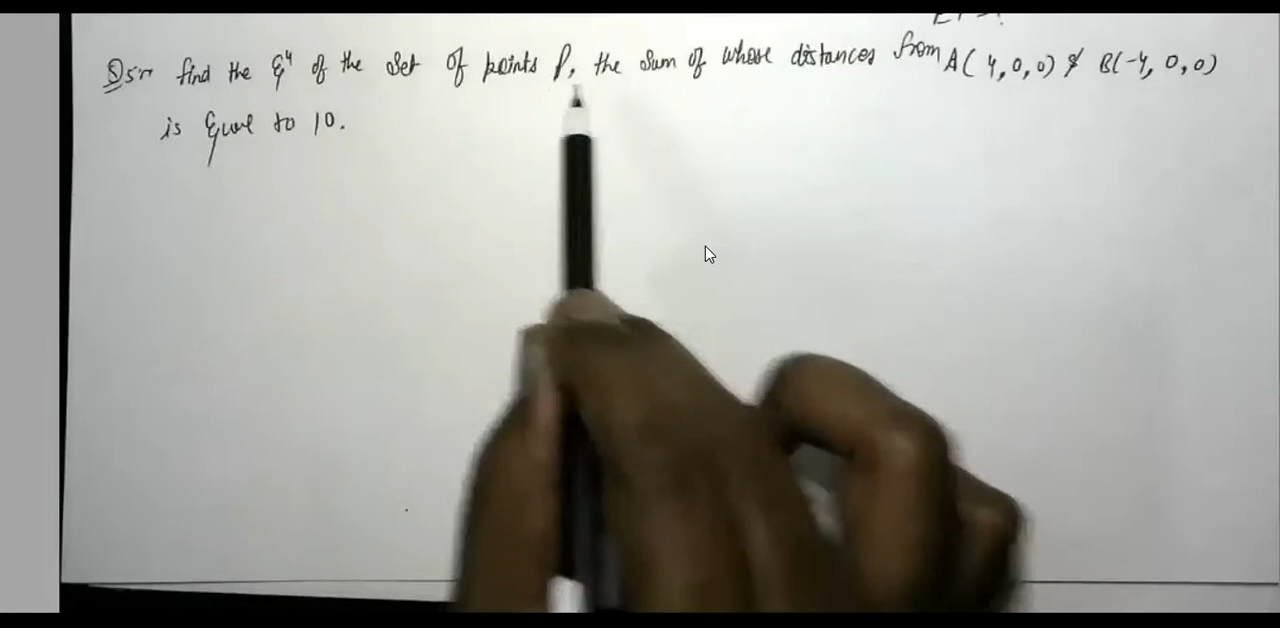 Q5:- find the Eqⁿ of the set of points P, the sum of whose distances from A(4,0,0) & B(-4,0,0)
is Equal to 10.